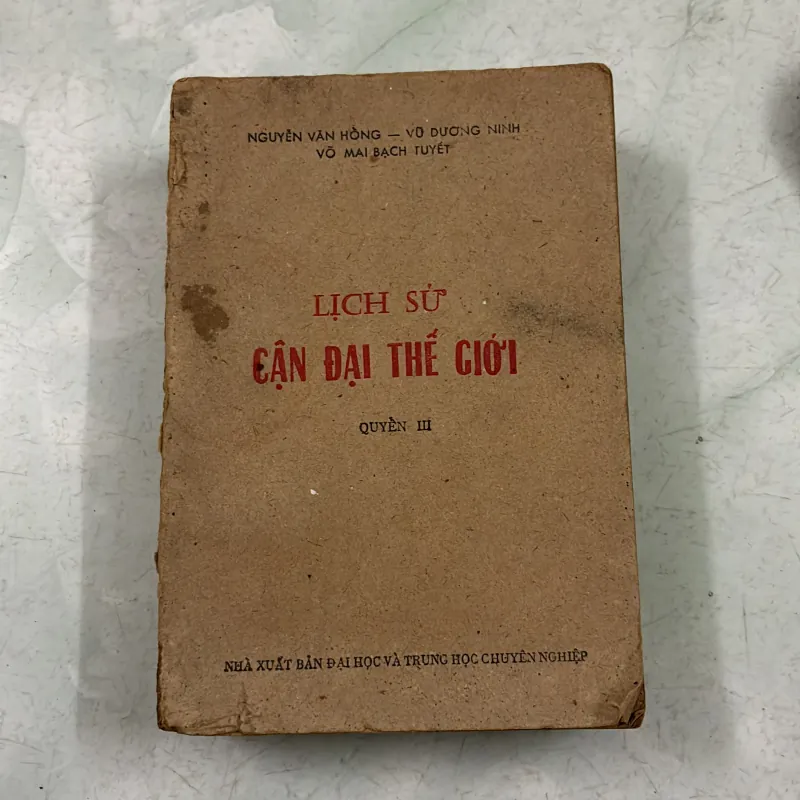 NGUYỄN VĂN HỒNG — VŨ DƯƠNG NINH
VÕ MAI BẠCH TUYẾT
LỊCH SỬ
CẬN ĐẠI THẾ GIỚI
QUYỂN III
NHÀ XUẤT BẢN ĐẠI HỌC VÀ TRUNG HỌC CHUYÊN NGHIỆP